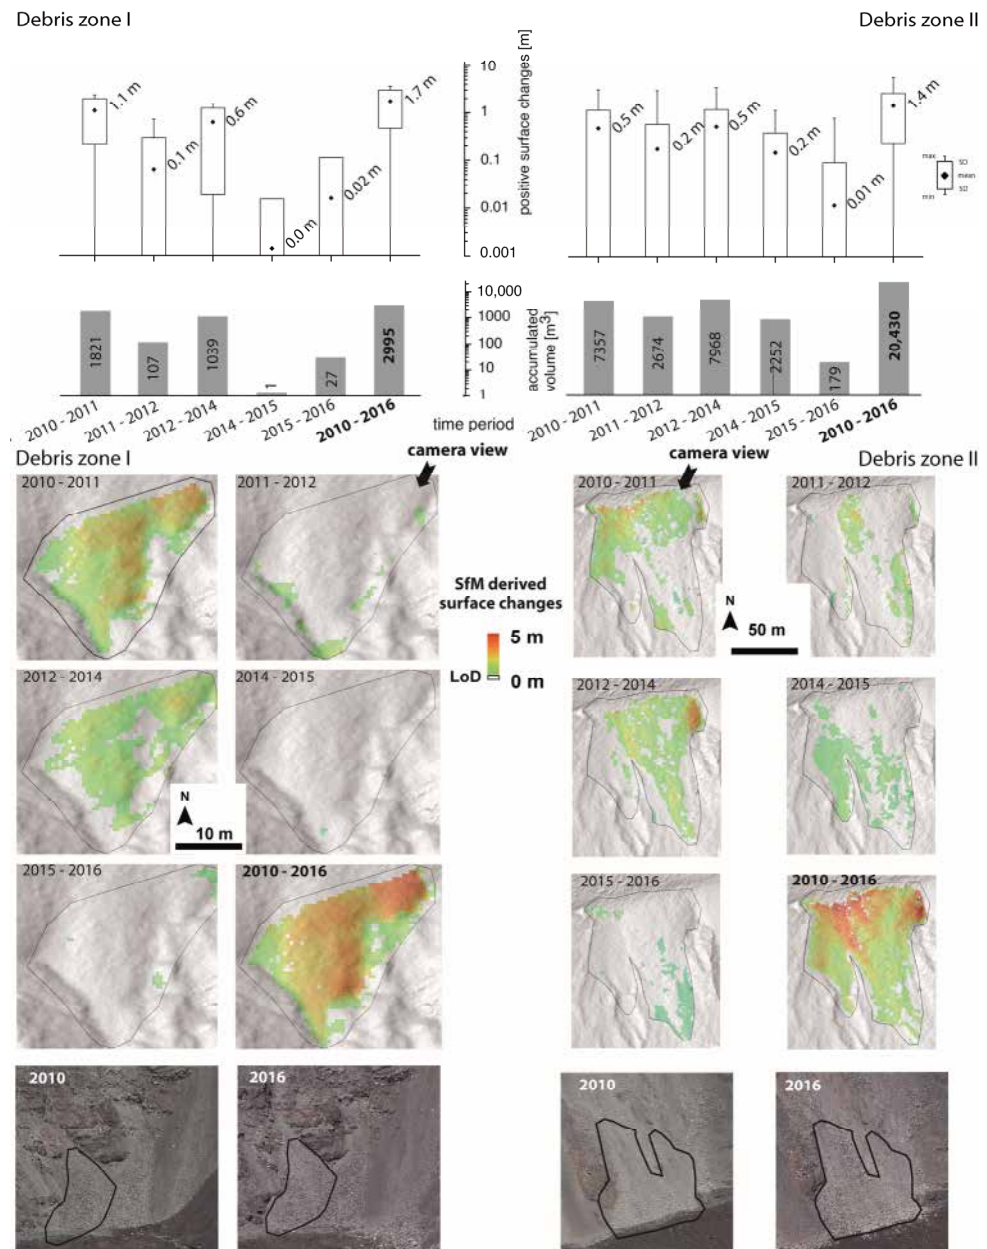 Debris zone I
Debris zone II
positive surface changes [m]
10
1
0.1
0.01
0.001
1.1 m
0.1 m
0.6 m
0.0 m
0.02 m
1.7 m
0.5 m
0.2 m
0.5 m
0.2 m
0.01 m
1.4 m
max
SD
mean
SD
min
accumulated
volume [m³]
10,000
1000
100
10
1
1821
107
1039
1
27
2995
7357
2674
7968
2252
179
20,430
2010 - 2011
2011 - 2012
2012 - 2014
2014 - 2015
2015 - 2016
2010 - 2016
time period
2010 - 2011
2011 - 2012
2012 - 2014
2014 - 2015
2015 - 2016
2010 - 2016
camera view
camera view
Debris zone I
Debris zone II
2010 - 2011
2011 - 2012
2010 - 2011
2011 - 2012
SfM derived
surface changes
5 m
LoD
0 m
N
50 m
2012 - 2014
2014 - 2015
2012 - 2014
2014 - 2015
N
10 m
2015 - 2016
2010 - 2016
2015 - 2016
2010 - 2016
2010
2016
2010
2016